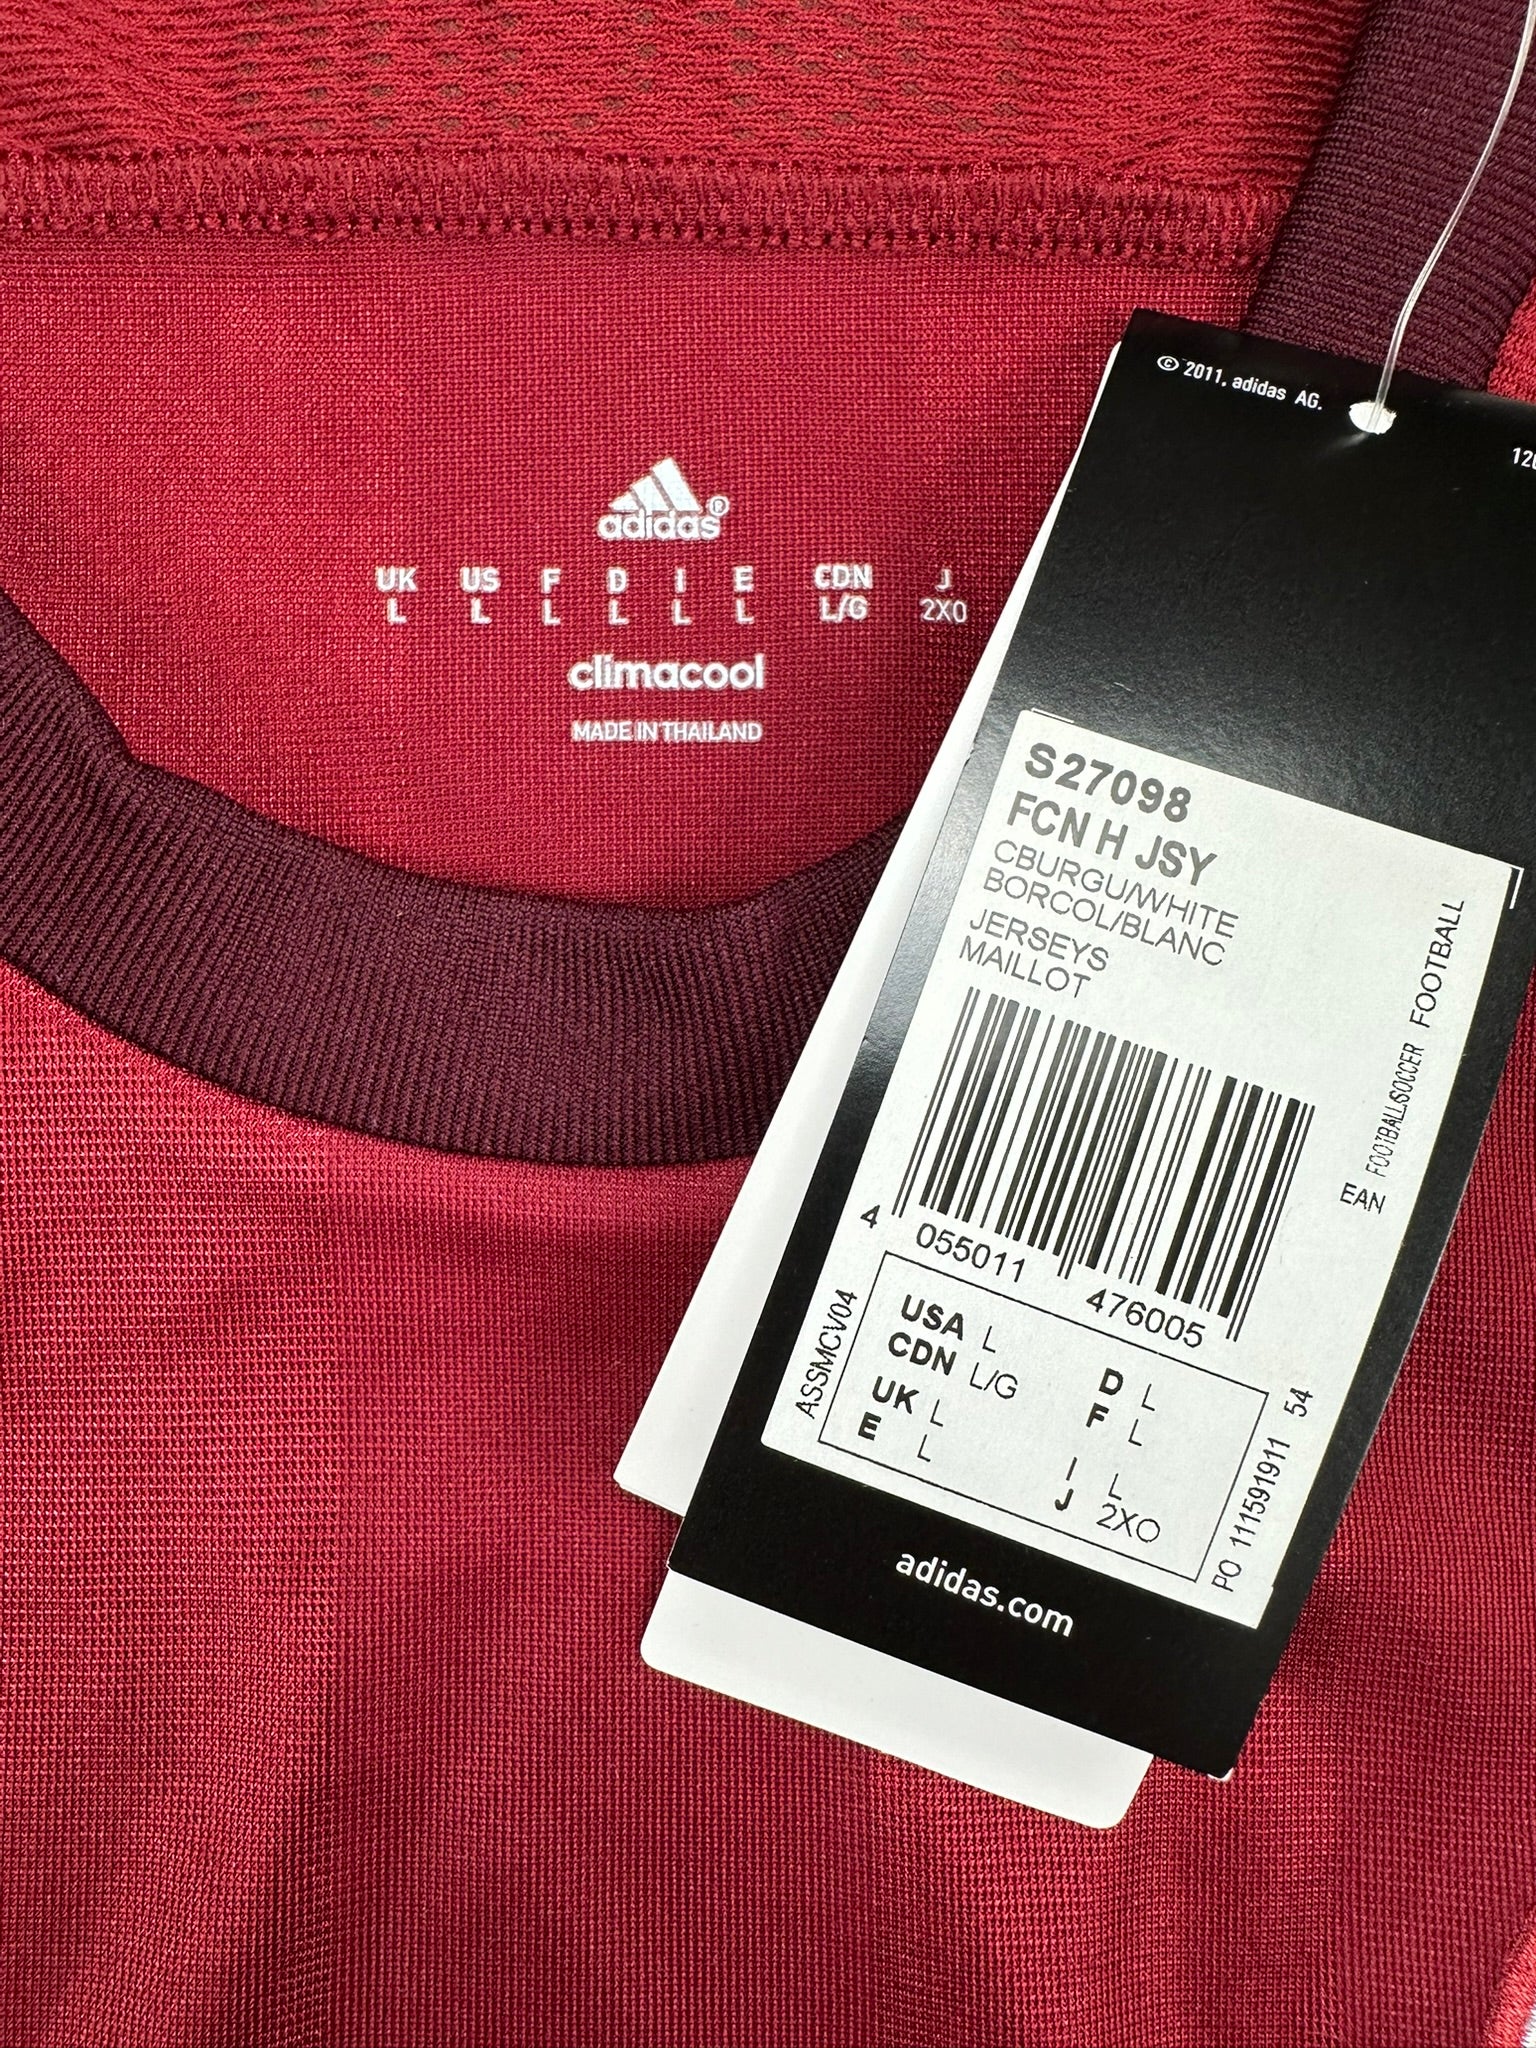 adidas®
UK US F D I E CDN J
L L L L L L L/G 2XO
climacool
MADE IN THAILAND
© 2011, adidas AG.
S27098
FCN H JSY
CBURGU/WHITE
BORCOL/BLANC
JERSEYS
MAILLOT
FOOTBALL/SOCCER FOOTBALL
EAN
4 055011 476005
ASSMCV04
USA L
CDN L/G
UK L
E L
D L
F L
I L
J 2XO
PO 111591911 54
adidas.com